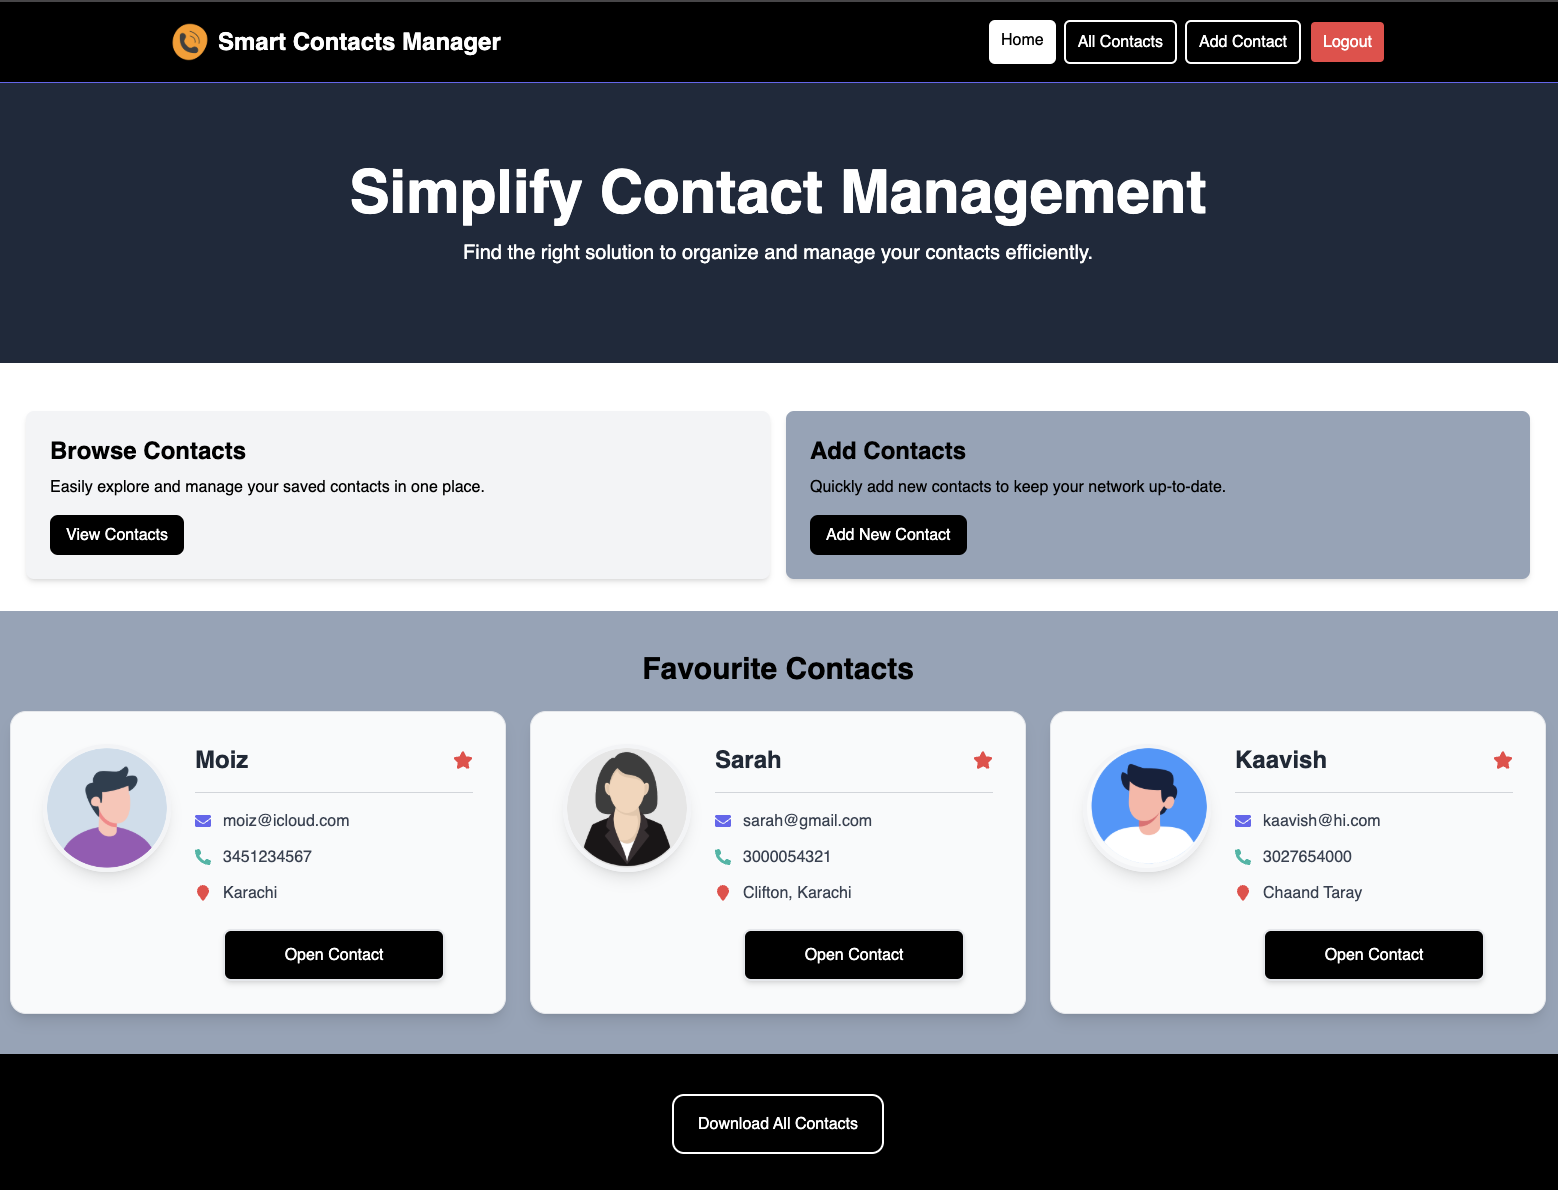 Smart Contacts Manager
Home
All Contacts
Add Contact
Logout
Simplify Contact Management
Find the right solution to organize and manage your contacts efficiently.
Browse Contacts
Easily explore and manage your saved contacts in one place.
View Contacts
Add Contacts
Quickly add new contacts to keep your network up-to-date.
Add New Contact
Favourite Contacts
Moiz
moiz@icloud.com
3451234567
Karachi
Open Contact
Sarah
sarah@gmail.com
3000054321
Clifton, Karachi
Open Contact
Kaavish
kaavish@hi.com
3027654000
Chaand Taray
Open Contact
Download All Contacts